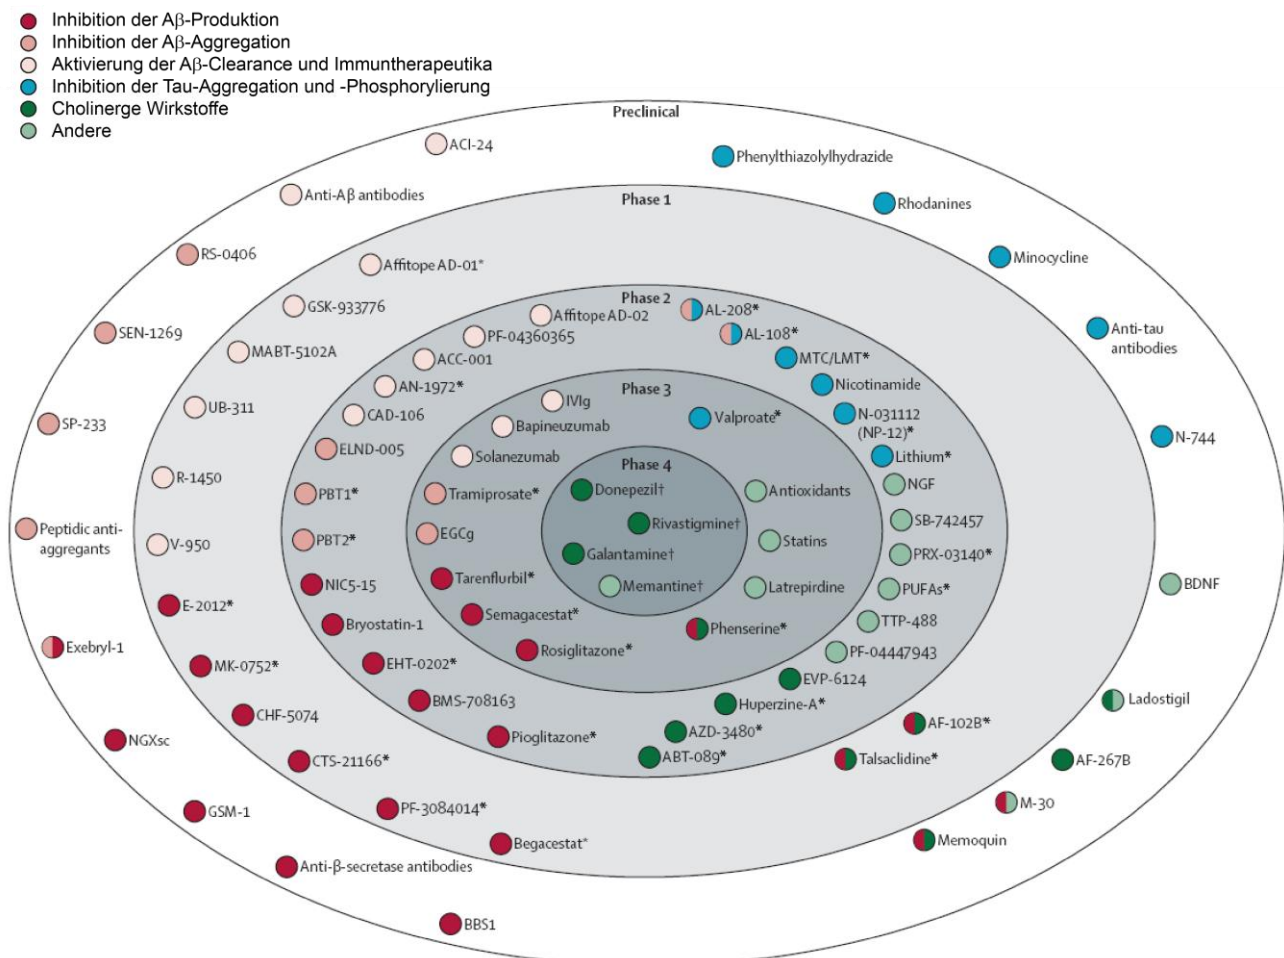 Inhibition der Aβ-Produktion
Inhibition der Aβ-Aggregation
Aktivierung der Aβ-Clearance und Immuntherapeutika
Inhibition der Tau-Aggregation und -Phosphorylierung
Cholinerge Wirkstoffe
Andere
Preclinical
ACI-24
Phenylthiazolylhydrazide
Anti-Aβ antibodies
Rhodanines
RS-0406
Minocycline
SEN-1269
Anti-tau
antibodies
SP-233
N-744
Peptidic anti-
aggregants
BDNF
Exebryl-1
Ladostigil
NGXsc
AF-267B
GSM-1
M-30
Memoquin
Anti-β-secretase antibodies
BBS1
Phase 1
Affitope AD-01*
GSK-933776
MABT-5102A
UB-311
R-1450
V-950
E-2012*
MK-0752*
CHF-5074
CTS-21166*
PF-3084014*
Begacestat*
AF-102B*
Talsaclidine*
Phase 2
Affitope AD-02
AL-208*
PF-04360365
AL-108*
ACC-001
MTC/LMT*
AN-1972*
Nicotinamide
CAD-106
N-031112
(NP-12)*
ELND-005
Lithium*
PBT1*
NGF
SB-742457
PBT2*
PRX-03140*
NIC5-15
PUFAs*
Bryostatin-1
TTP-488
EHT-0202*
PF-04447943
BMS-708163
EVP-6124
Huperzine-A*
Pioglitazone*
AZD-3480*
ABT-089*
Phase 3
IVIg
Valproate*
Bapineuzumab
Solanezumab
Tramiprosate*
Antioxidants
EGCg
Statins
Tarenflurbil*
Latrepirdine
Semagacestat*
Phenserine*
Rosiglitazone*
Phase 4
Donepezil†
Rivastigmine†
Galantamine†
Memantine†